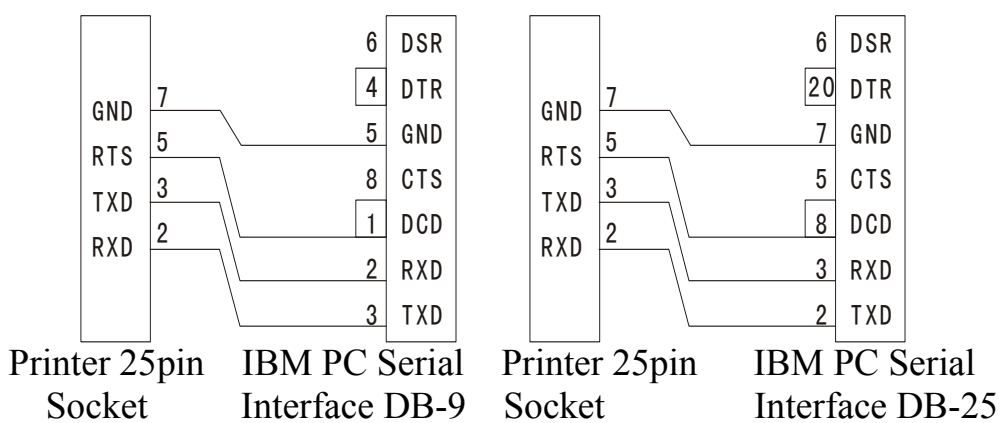 6 DSR
4 DTR
GND 7
5 GND
RTS 5
8 CTS
TXD 3
1 DCD
RXD 2
2 RXD
3 TXD
Printer 25pin
Socket
IBM PC Serial
Interface DB-9
6 DSR
20 DTR
GND 7
7 GND
RTS 5
5 CTS
TXD 3
8 DCD
RXD 2
3 RXD
2 TXD
Printer 25pin
Socket
IBM PC Serial
Interface DB-25